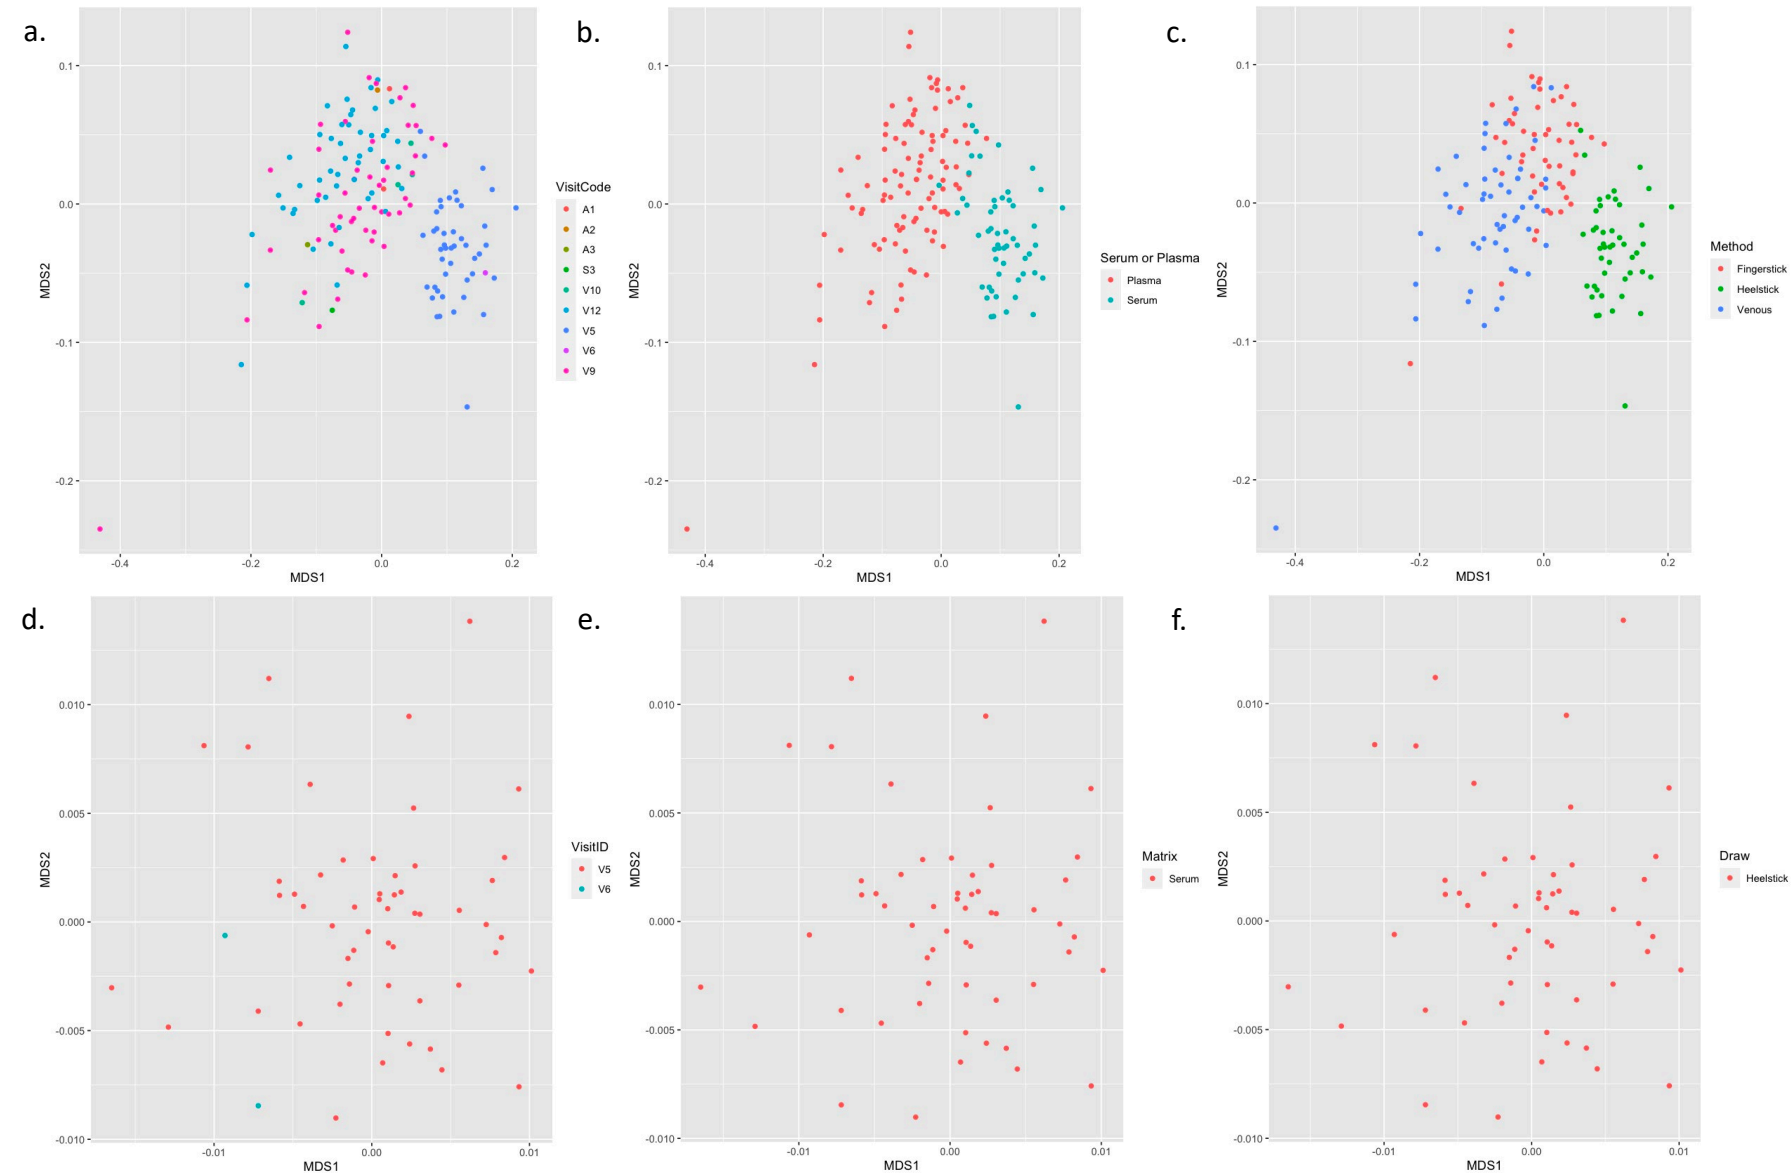 a.
0.1
0.0
-0.1
-0.2
MDS2
-0.4
-0.2
0.0
0.2
MDS1
VisitCode
A1
A2
A3
S3
V10
V12
V5
V6
V9
b.
0.1
0.0
-0.1
-0.2
MDS2
-0.4
-0.2
0.0
0.2
MDS1
Serum or Plasma
Plasma
Serum
c.
0.1
0.0
-0.1
-0.2
MDS2
-0.4
-0.2
0.0
0.2
MDS1
Method
Fingerstick
Heelstick
Venous
d.
0.010
0.005
0.000
-0.005
-0.010
MDS2
-0.01
0.00
0.01
MDS1
VisitID
V5
V6
e.
0.010
0.005
0.000
-0.005
-0.010
MDS2
-0.01
0.00
0.01
MDS1
Matrix
Serum
f.
0.010
0.005
0.000
-0.005
-0.010
MDS2
-0.01
0.00
0.01
MDS1
Draw
Heelstick